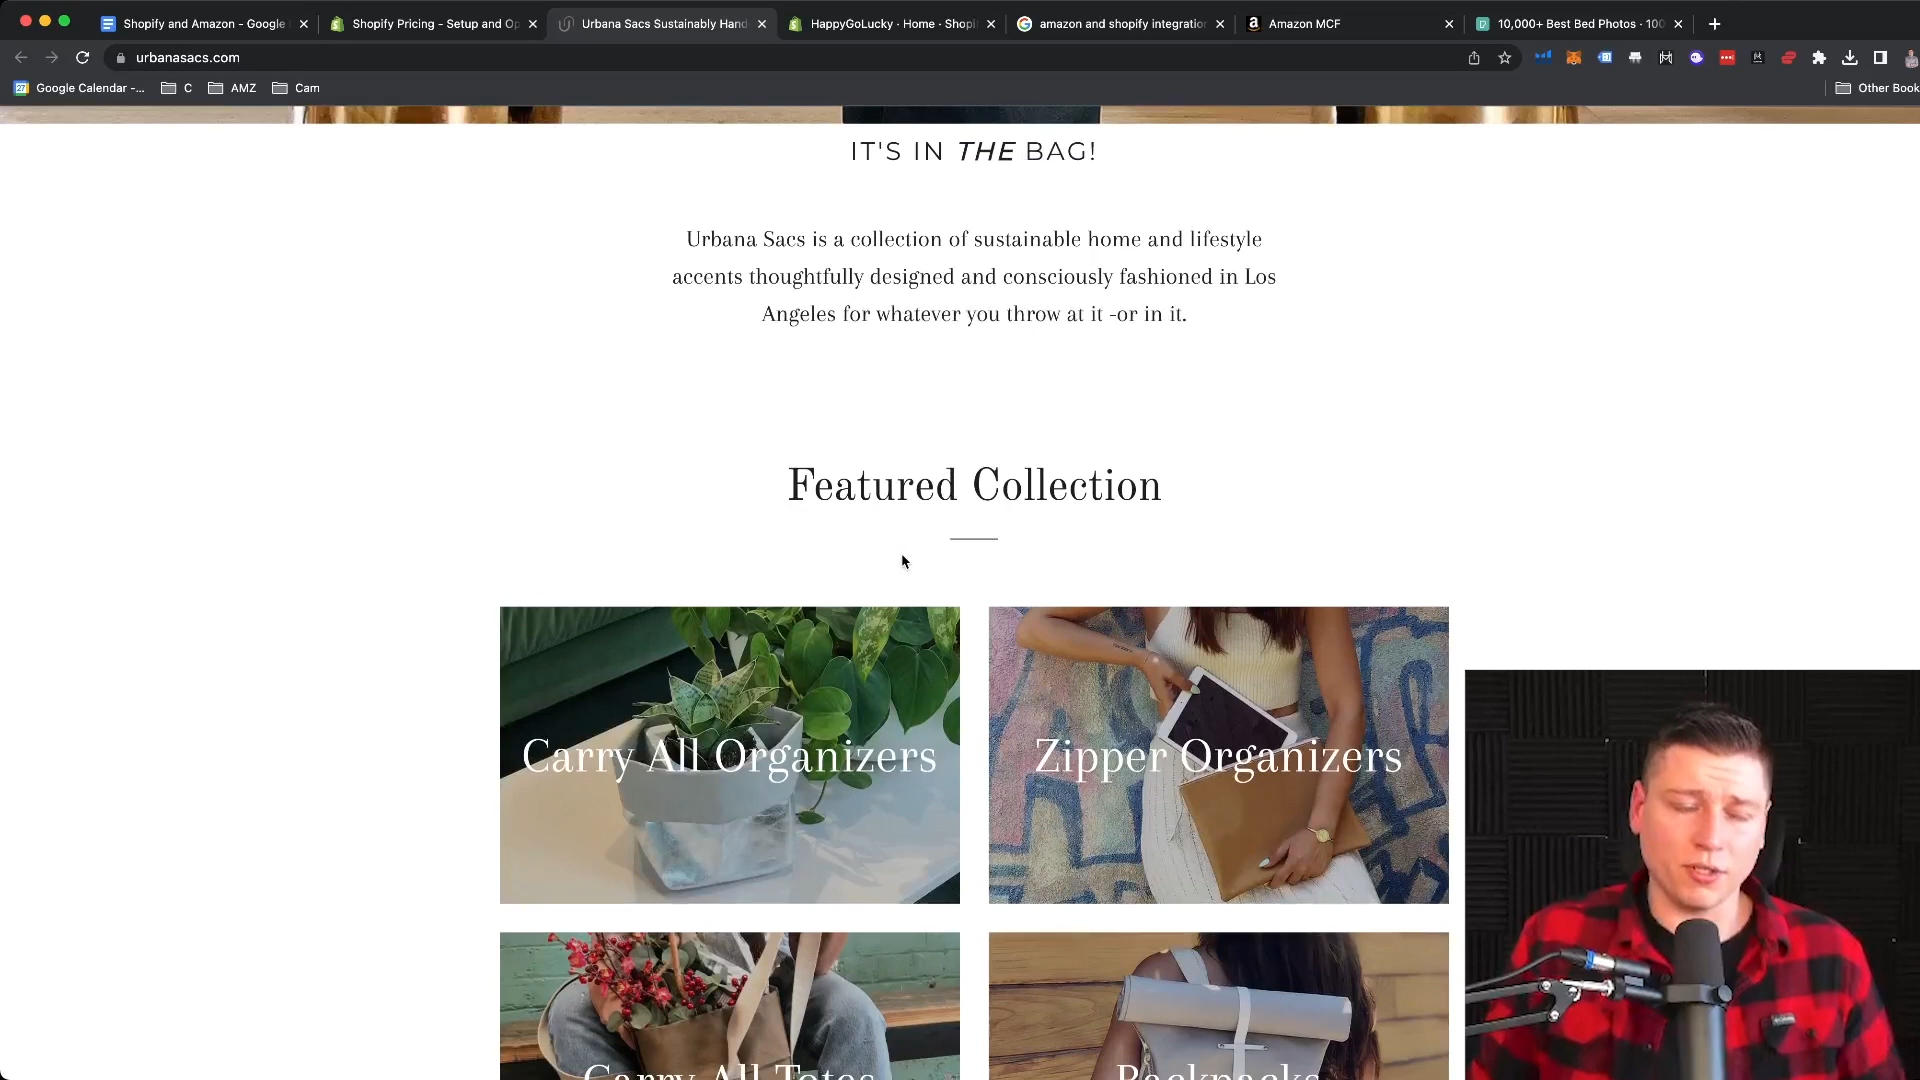 Shopify and Amazon - Google
Shopify Pricing - Setup and Op
Urbana Sacs Sustainably Hand
HappyGoLucky · Home · Shopi
amazon and shopify integratio
Amazon MCF
10,000+ Best Bed Photos · 100
urbanasacs.com
Google Calendar -...
C
AMZ
Cam
Other Book
IT'S IN THE BAG!
Urbana Sacs is a collection of sustainable home and lifestyle
accents thoughtfully designed and consciously fashioned in Los
Angeles for whatever you throw at it -or in it.
Featured Collection
Carry All Organizers
Zipper Organizers
Carry All Totes
Backpacks